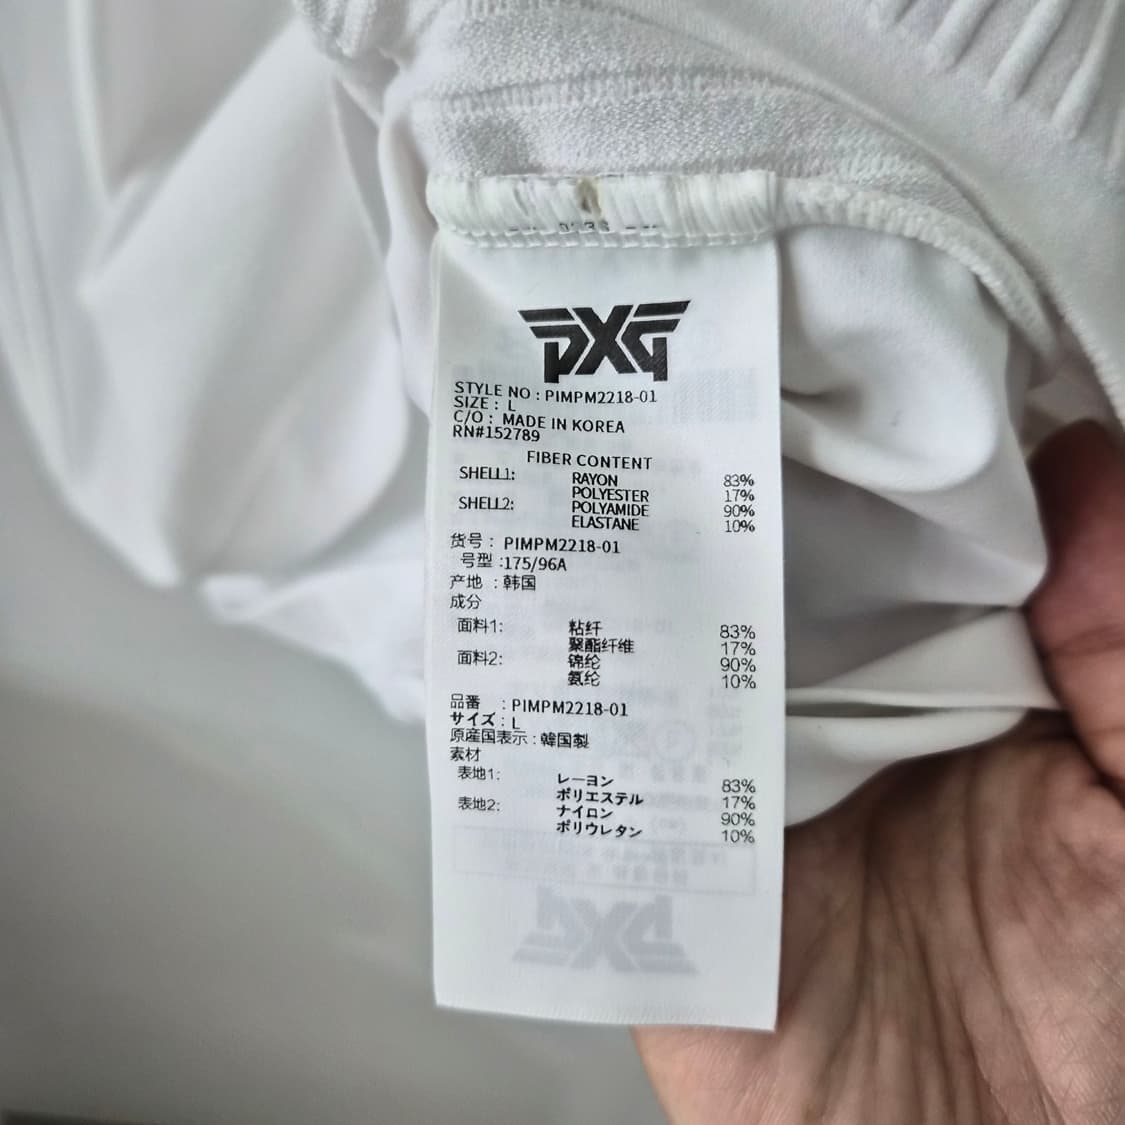 PXG
STYLE NO : PIMPM2218-01
SIZE : L
C/O : MADE IN KOREA
RN#152789
FIBER CONTENT
SHELL1: RAYON 83%
POLYESTER 17%
SHELL2: POLYAMIDE 90%
ELASTANE 10%
货号 : PIMPM2218-01
号型 :175/96A
产地 : 韩国
成分
面料1: 粘纤 83%
聚酯纤维 17%
面料2: 锦纶 90%
氨纶 10%
品番 : PIMPM2218-01
サイズ : L
原産国表示 : 韓国製
素材
表地1: レーヨン 83%
ポリエステル 17%
表地2: ナイロン 90%
ポリウレタン 10%